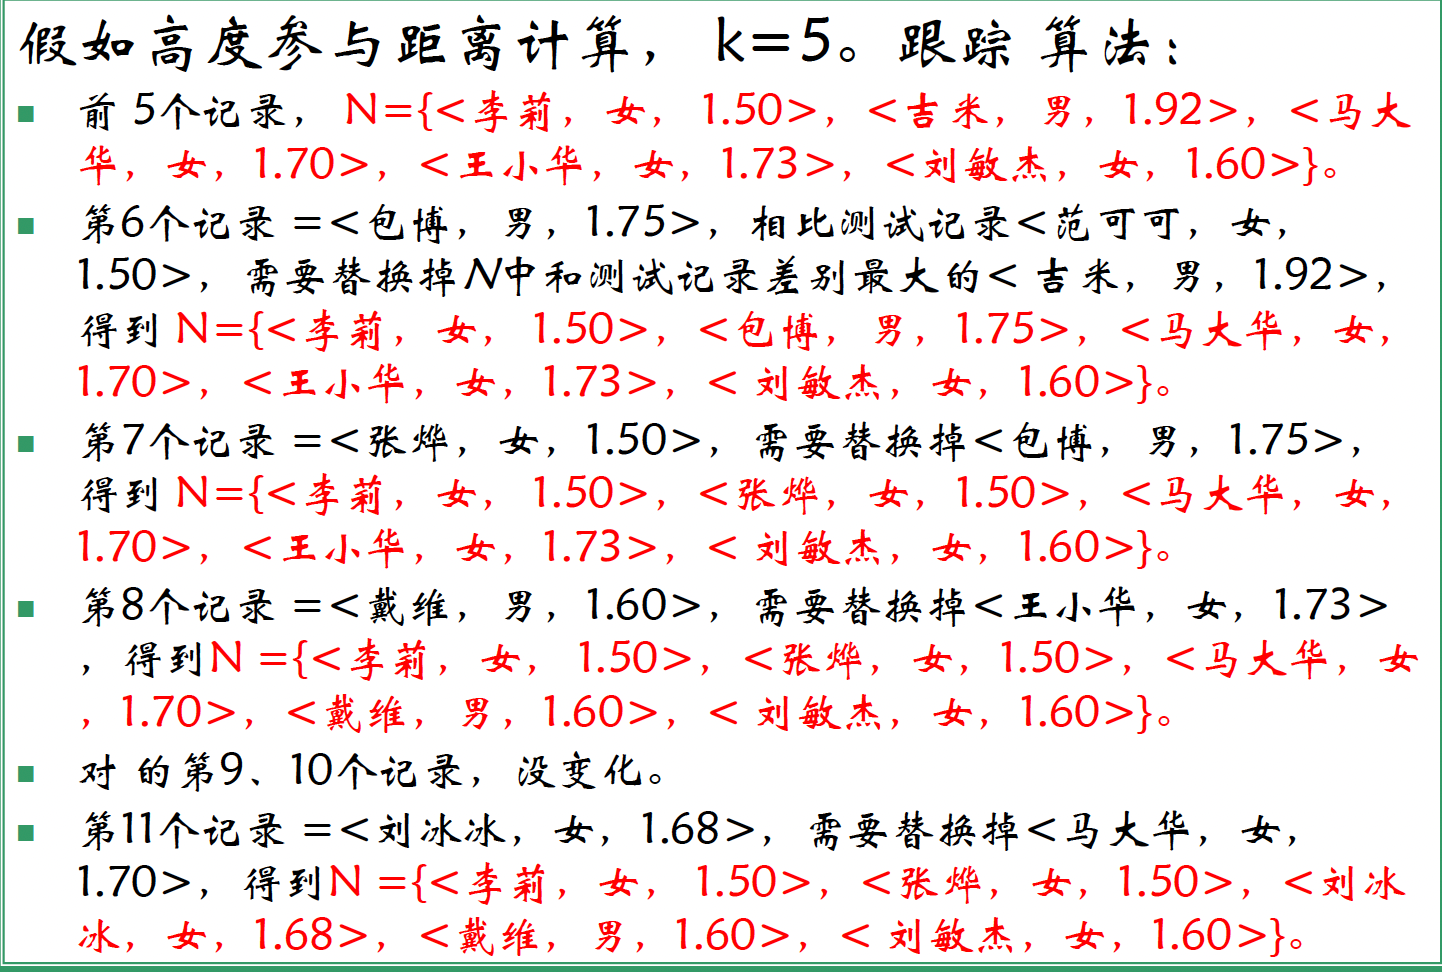 假如高度参与距离计算，k=5。跟踪 算法：
前 5个记录，N={<李莉，女，1.50>，<吉米，男，1.92>，<马大
华，女，1.70>，<王小华，女，1.73>，<刘敏杰，女，1.60>}。
第6个记录 =<包博，男，1.75>，相比测试记录<范可可，女，
1.50>，需要替换掉N中和测试记录差别最大的< 吉米，男，1.92>，
得到 N={<李莉，女，1.50>，<包博，男，1.75>，<马大华，女，
1.70>，<王小华，女，1.73>，< 刘敏杰，女，1.60>}。
第7个记录 =<张烨，女，1.50>，需要替换掉<包博，男，1.75>，
得到 N={<李莉，女，1.50>，<张烨，女，1.50>，<马大华，女，
1.70>，<王小华，女，1.73>，< 刘敏杰，女，1.60>}。
第8个记录 =<戴维，男，1.60>，需要替换掉<王小华，女，1.73>
，得到N ={<李莉，女，1.50>，<张烨，女，1.50>，<马大华，女
，1.70>，<戴维，男，1.60>，< 刘敏杰，女，1.60>}。
对 的第9、10个记录，没变化。
第11个记录 =<刘冰冰，女，1.68>，需要替换掉<马大华，女，
1.70>，得到N ={<李莉，女，1.50>，<张烨，女，1.50>，<刘冰
冰，女，1.68>，<戴维，男，1.60>，< 刘敏杰，女，1.60>}。